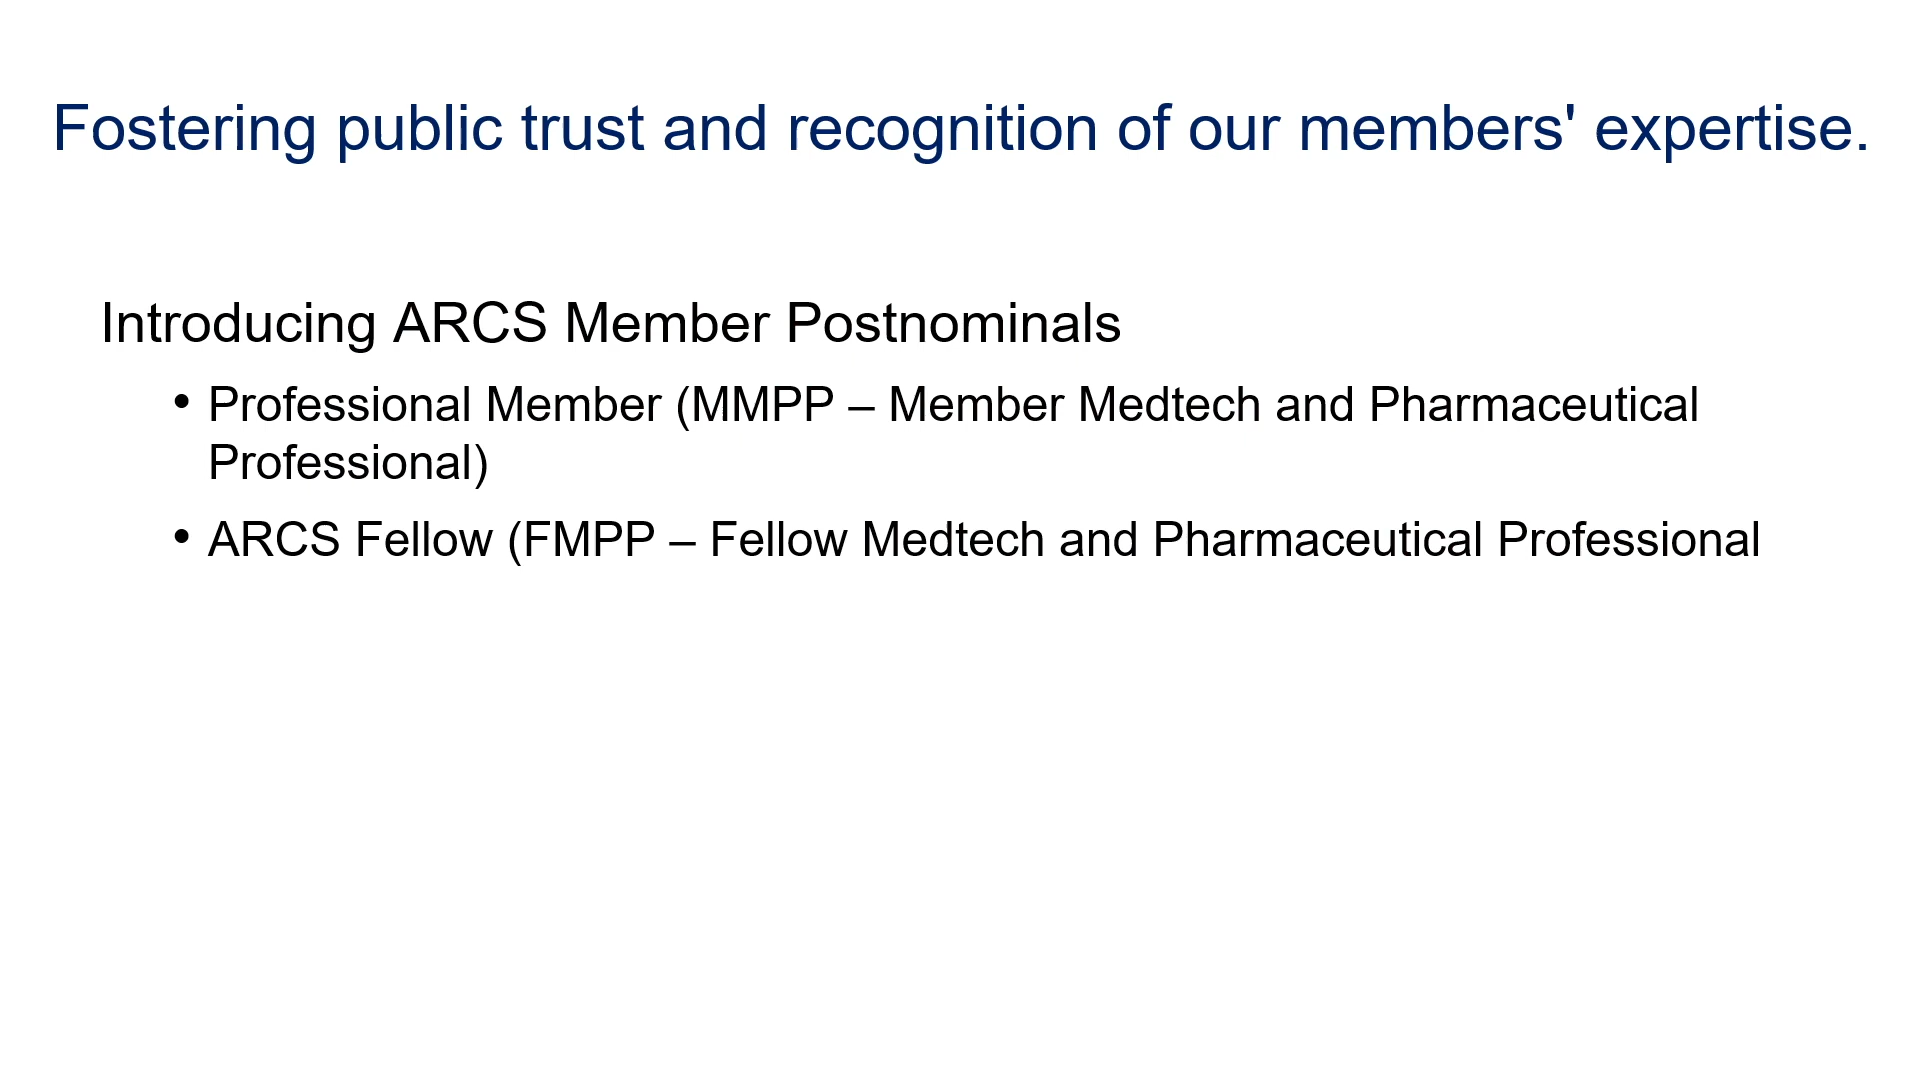 Fostering public trust and recognition of our members' expertise.
Introducing ARCS Member Postnominals
• Professional Member (MMPP – Member Medtech and Pharmaceutical
Professional)
• ARCS Fellow (FMPP – Fellow Medtech and Pharmaceutical Professional